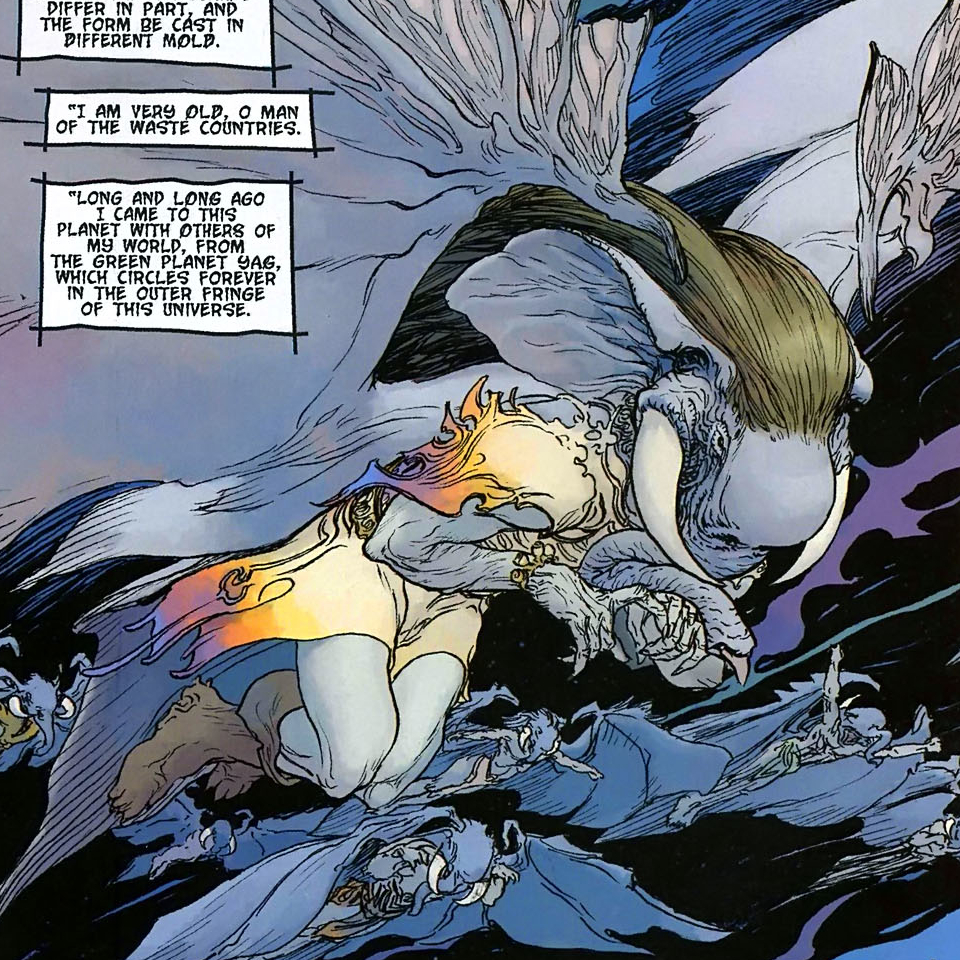 DIFFER IN PART, AND
THE FORM BE CAST IN
DIFFERENT MOLD.
"I AM VERY OLD, O MAN
OF THE WASTE COUNTRIES.
"LONG AND LONG AGO
I CAME TO THIS
PLANET WITH OTHERS OF
MY WORLD, FROM
THE GREEN PLANET YAG,
WHICH CIRCLES FOREVER
IN THE OUTER FRINGE
OF THIS UNIVERSE.